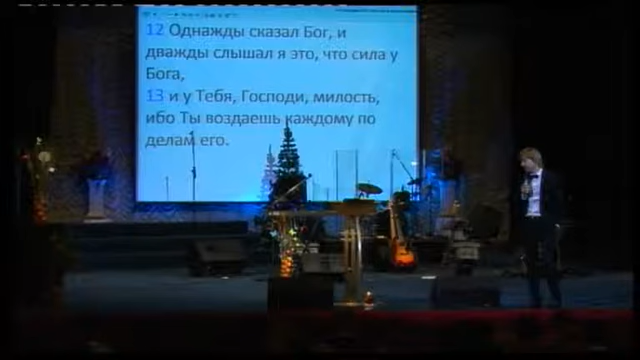 12 Однажды сказал Бог, и
дважды слышал я это, что сила у
Бога,
13 и у Тебя, Господи, милость,
ибо Ты воздаешь каждому по
делам его.